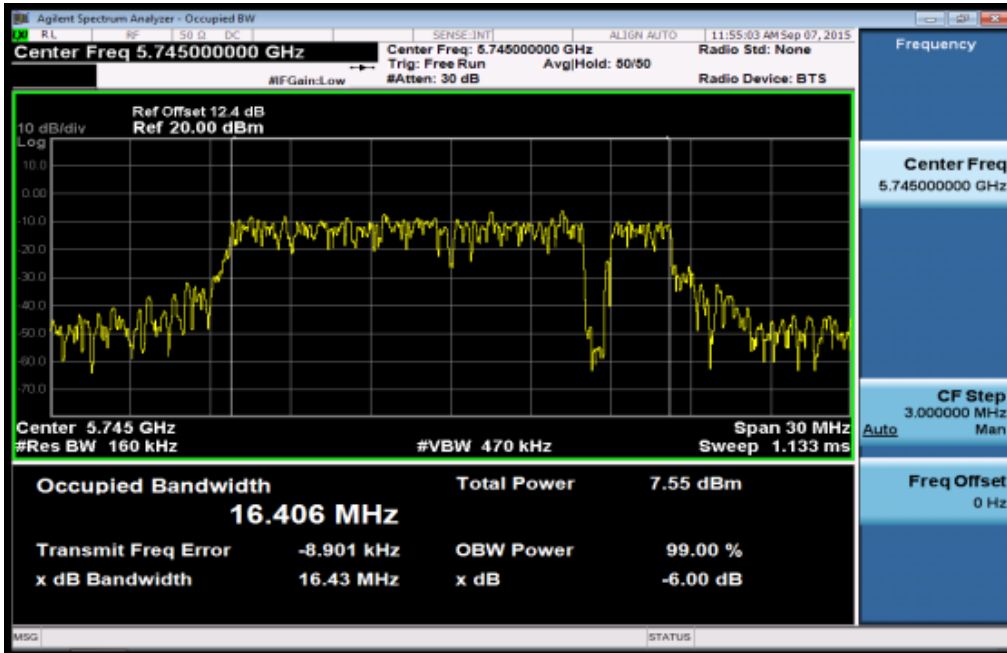 Agilent Spectrum Analyzer - Occupied BW
RL RF 50 Ω DC SENSE:INT ALIGN AUTO 11:55:03 AM Sep 07, 2015
Center Freq 5.745000000 GHz
Center Freq: 5.745000000 GHz Radio Std: None
Trig: Free Run Avg|Hold: 50/50
#IFGain:Low #Atten: 30 dB Radio Device: BTS
Ref Offset 12.4 dB
10 dB/div Ref 20.00 dBm
Log
10.0
0.00
-10.0
-20.0
-30.0
-40.0
-50.0
-60.0
-70.0
Center 5.745 GHz Span 30 MHz
#Res BW 160 kHz #VBW 470 kHz Sweep 1.133 ms
Occupied Bandwidth Total Power 7.55 dBm
16.406 MHz
Transmit Freq Error -8.901 kHz OBW Power 99.00 %
x dB Bandwidth 16.43 MHz x dB -6.00 dB
MSG STATUS
Frequency
Center Freq
5.745000000 GHz
CF Step
3.000000 MHz
Auto Man
Freq Offset
0 Hz